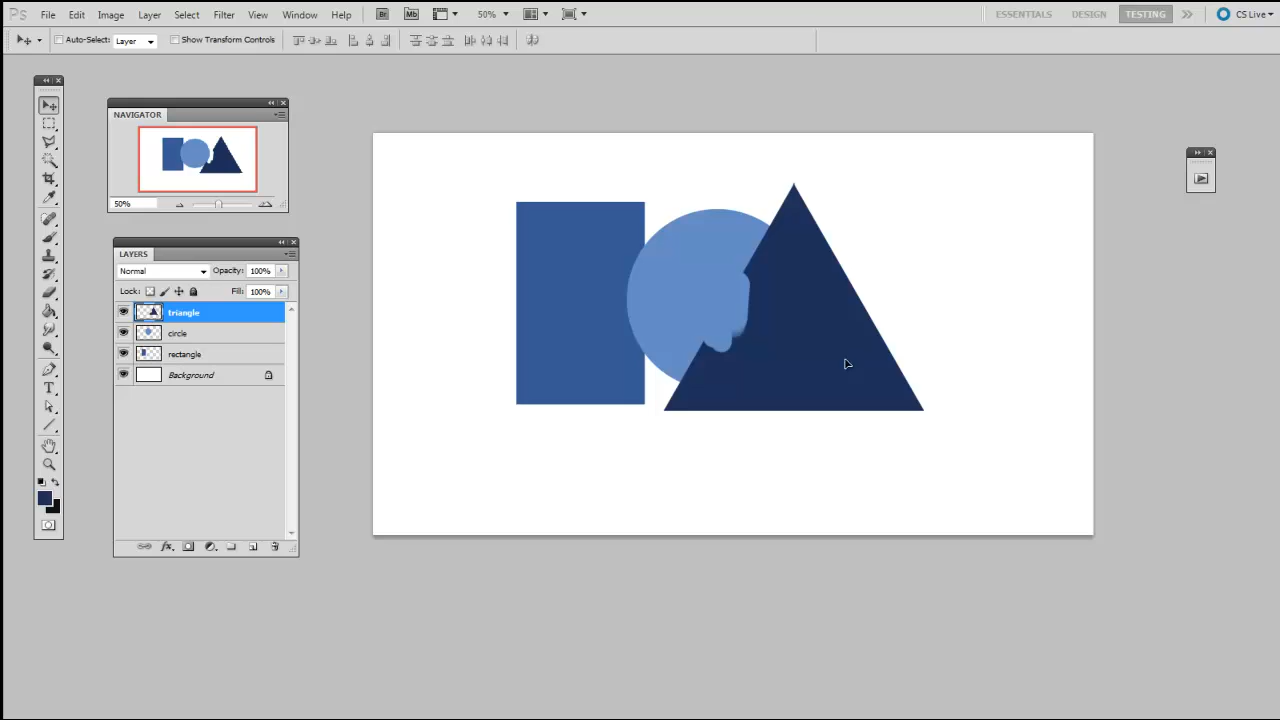 Ps File Edit Image Layer Select Filter View Window Help Br Mb 50% ESSENTIALS DESIGN TESTING CS Live
Auto-Select: Layer Show Transform Controls
NAVIGATOR
50%
LAYERS
Normal Opacity: 100%
Lock: Fill: 100%
triangle
circle
rectangle
Background
T
fx